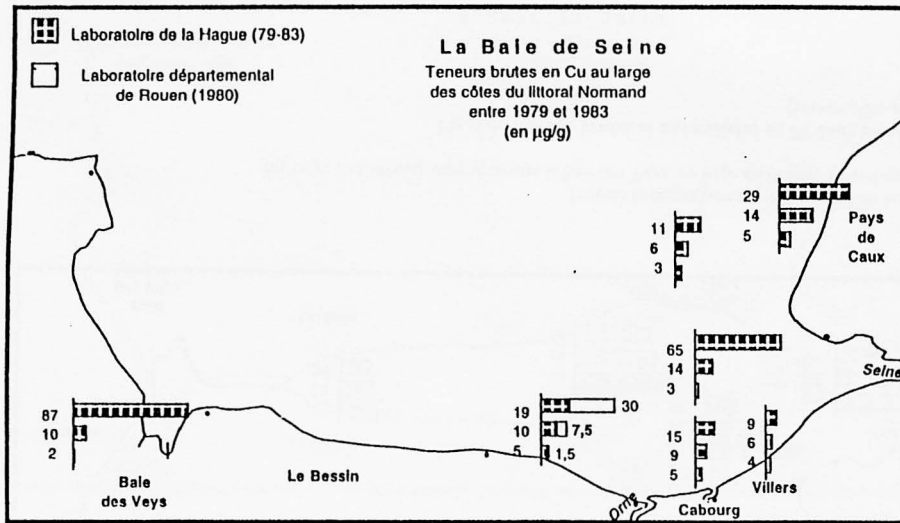 Laboratoire de la Hague (79-83)
Laboratoire départemental
de Rouen (1980)
La Baie de Seine
Teneurs brutes en Cu au large
des côtes du littoral Normand
entre 1979 et 1983
(en µg/g)
29
14
5
Pays
de
Caux
11
6
3
65
14
3
Seine
87
10
2
19
30
10
7,5
5
1,5
15
9
5
9
6
4
Baie
des Veys
Le Bessin
Orne
Cabourg
Villers